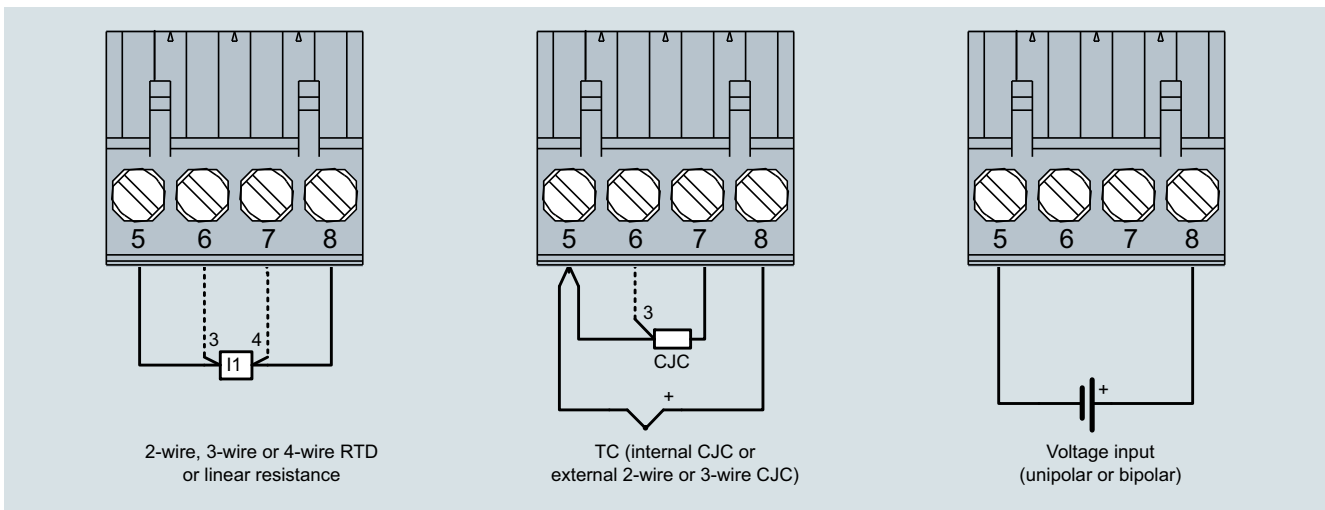 5 6 7 8
3 4
I1
2-wire, 3-wire or 4-wire RTD
or linear resistance
5 6 7 8
3
CJC
+
TC (internal CJC or
external 2-wire or 3-wire CJC)
5 6 7 8
+
Voltage input
(unipolar or bipolar)